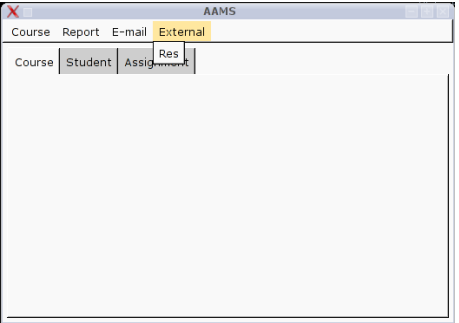 AAMS
Course Report E-mail External
Res
Course Student Assignment